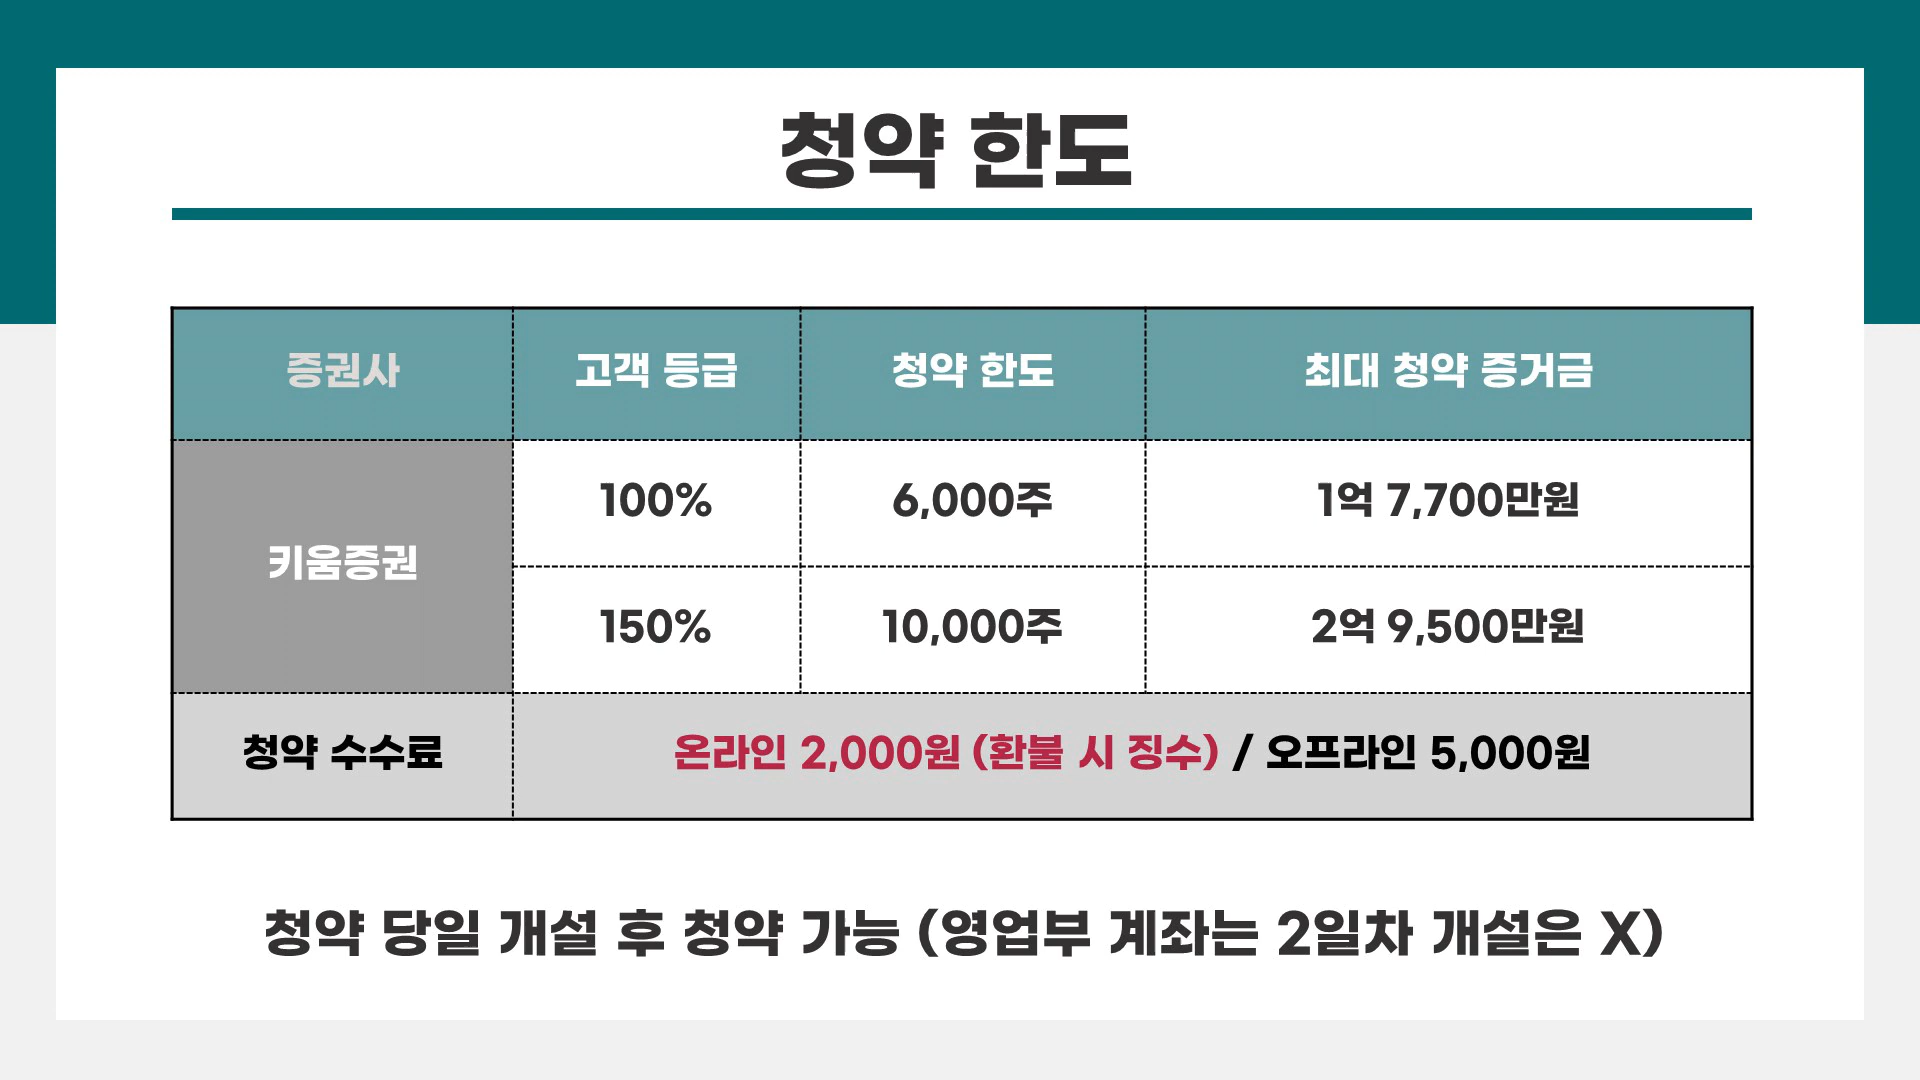 청약 한도
증권사 고객 등급 청약 한도 최대 청약 증거금
키움증권
100% 6,000주 1억 7,700만원
150% 10,000주 2억 9,500만원
청약 수수료 온라인 2,000원 (환불 시 징수) / 오프라인 5,000원
청약 당일 개설 후 청약 가능 (영업부 계좌는 2일차 개설은 X)